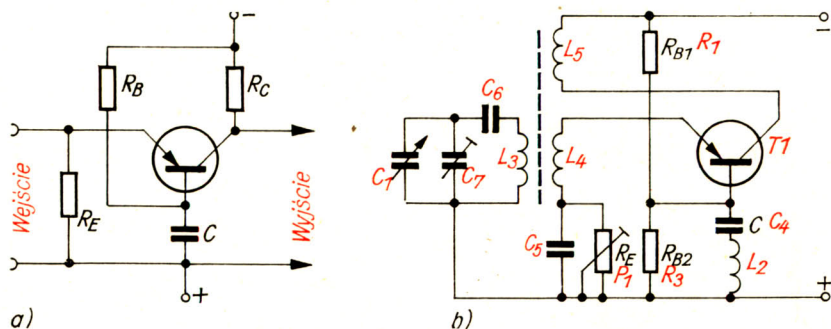 -
R_B
R_C
Wejście
R_E
C
Wyjście
+
a)
-
L_5
R_B1 R_1
C_6
C_1
C_7
L_3
L_4
T1
C_5
R_E
P_1
R_B2
R_3
C C_4
L_2
+
b)